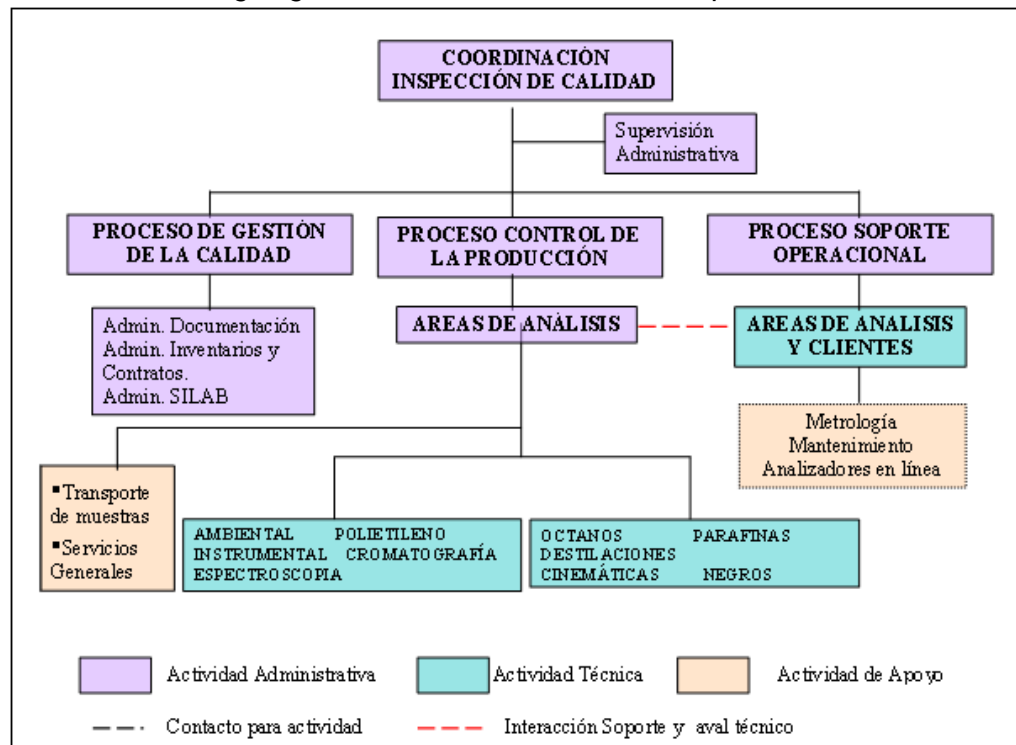 COORDINACIÓN
INSPECCIÓN DE CALIDAD
Supervisión
Administrativa
PROCESO DE GESTIÓN
DE LA CALIDAD
PROCESO CONTROL DE
LA PRODUCCIÓN
PROCESO SOPORTE
OPERACIONAL
Admin. Documentación
Admin. Inventarios y
Contratos.
Admin. SILAB
AREAS DE ANÀLISIS
AREAS DE ANALISIS
Y CLIENTES
Metrología
Mantenimiento
Analizadores en línea
▪Transporte
de muestras
▪Servicios
Generales
AMBIENTAL POLIETILENO
INSTRUMENTAL CROMATOGRAFÍA
ESPECTROSCOPIA
OCTANOS PARAFINAS
DESTILACIONES
CINEMÁTICAS NEGROS
Actividad Administrativa
Actividad Técnica
Actividad de Apoyo
Contacto para actividad
Interacción Soporte y aval técnico